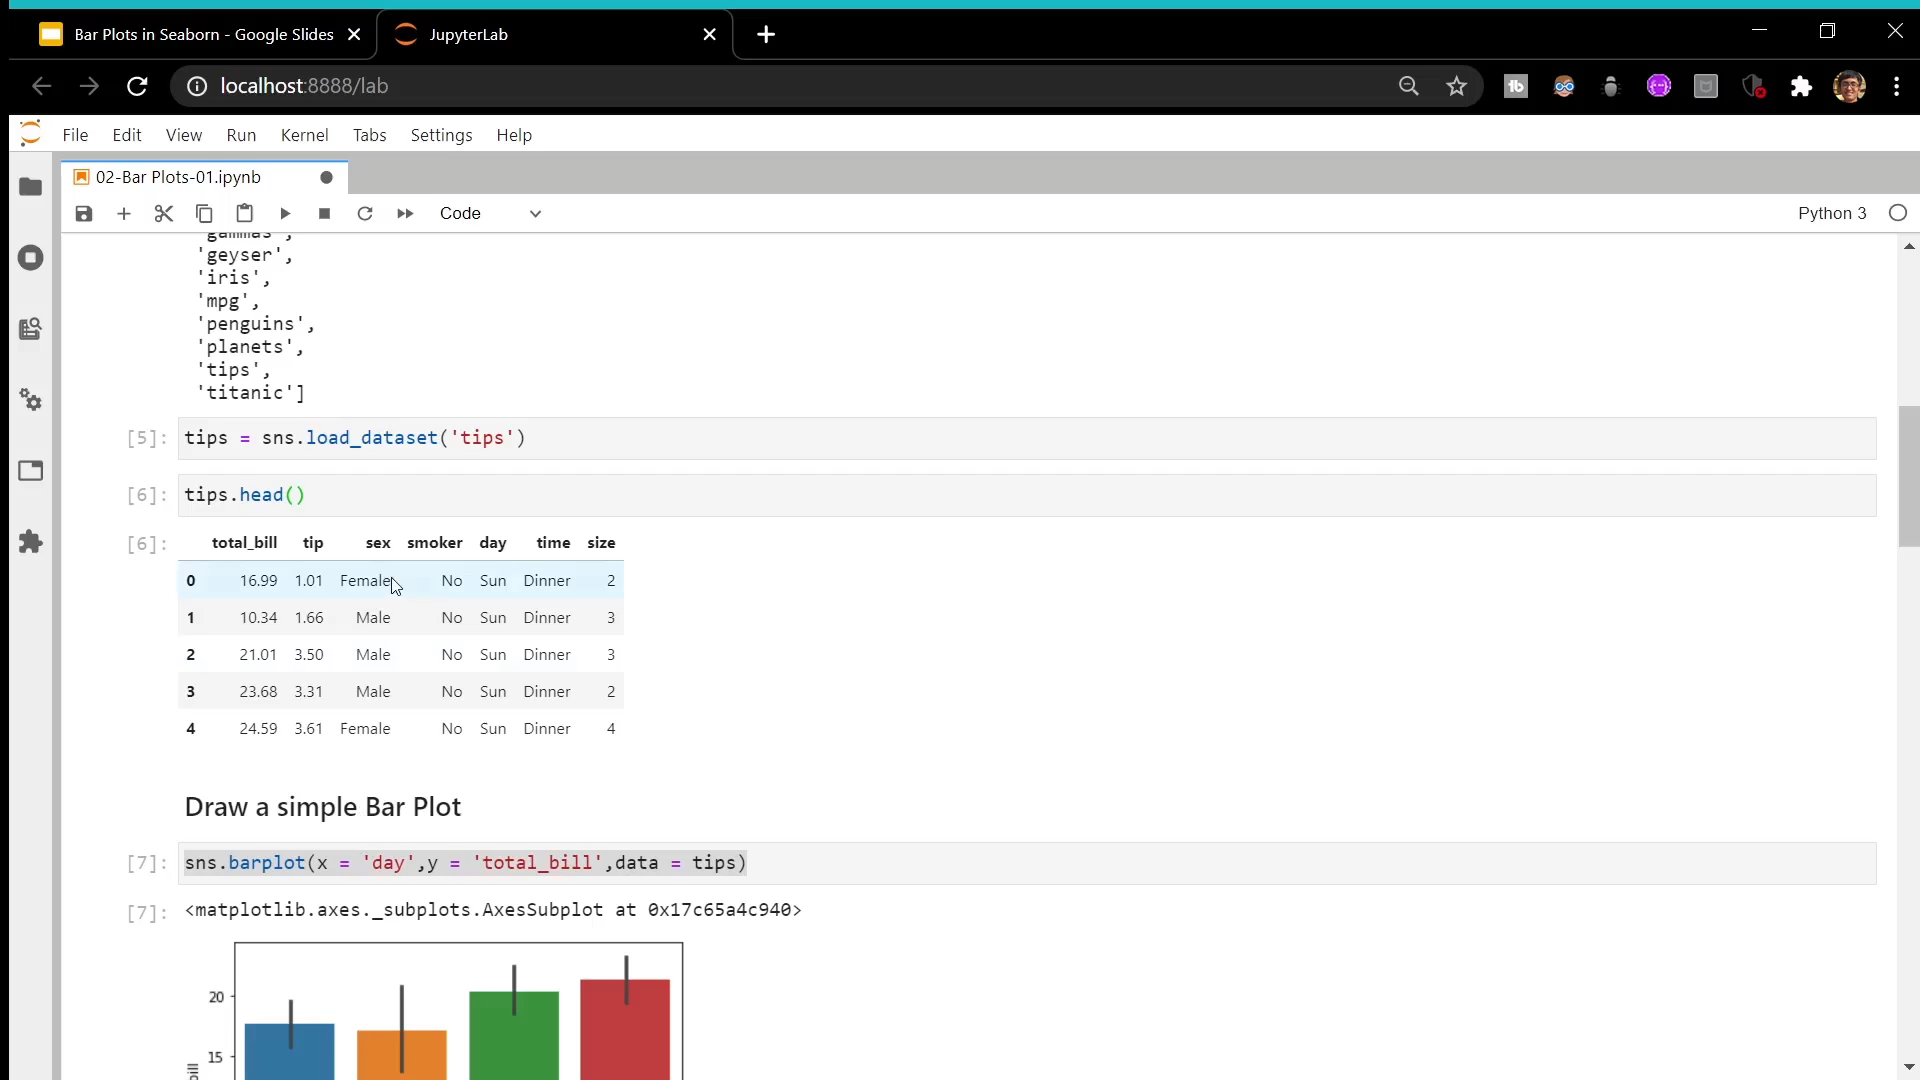 Bar Plots in Seaborn - Google Slides
JupyterLab
localhost:8888/lab
File Edit View Run Kernel Tabs Settings Help
02-Bar Plots-01.ipynb
Code
Python 3
'gammas',
'geyser',
'iris',
'mpg',
'penguins',
'planets',
'tips',
'titanic']
[5]: tips = sns.load_dataset('tips')
[6]: tips.head()
[6]: total_bill tip sex smoker day time size
0 16.99 1.01 Female No Sun Dinner 2
1 10.34 1.66 Male No Sun Dinner 3
2 21.01 3.50 Male No Sun Dinner 3
3 23.68 3.31 Male No Sun Dinner 2
4 24.59 3.61 Female No Sun Dinner 4
Draw a simple Bar Plot
[7]: sns.barplot(x = 'day',y = 'total_bill',data = tips)
[7]: <matplotlib.axes._subplots.AxesSubplot at 0x17c65a4c940>
20
15